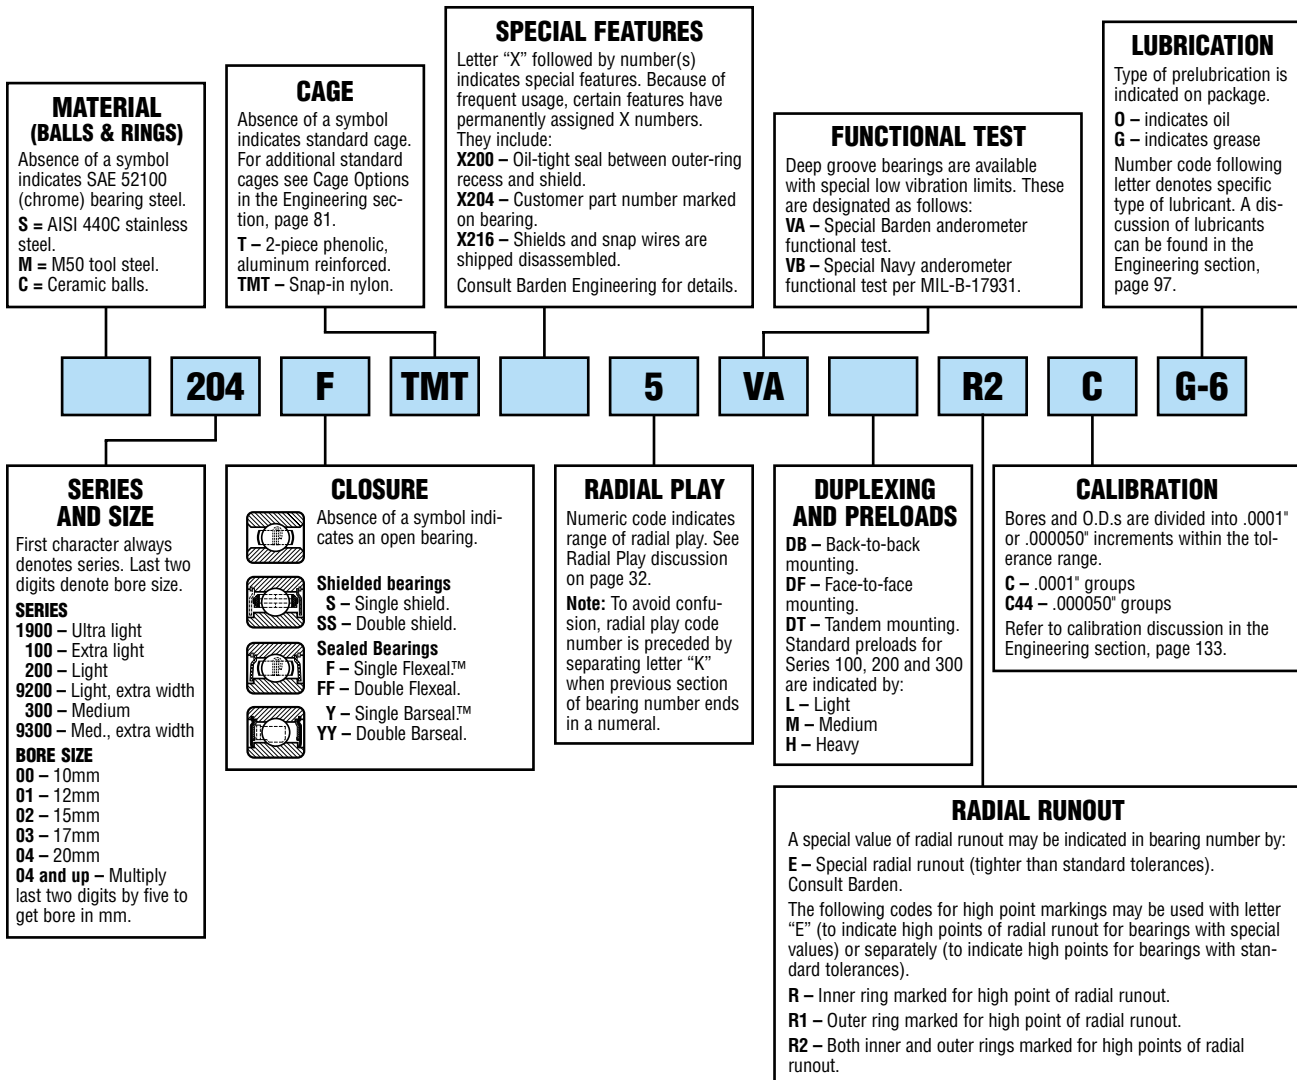 MATERIAL
(BALLS & RINGS)
Absence of a symbol
indicates SAE 52100
(chrome) bearing steel.
S = AISI 440C stainless
steel.
M = M50 tool steel.
C = Ceramic balls.
CAGE
Absence of a symbol
indicates standard cage.
For additional standard
cages see Cage Options
in the Engineering sec-
tion, page 81.
T – 2-piece phenolic,
aluminum reinforced.
TMT – Snap-in nylon.
SPECIAL FEATURES
Letter “X” followed by number(s)
indicates special features. Because of
frequent usage, certain features have
permanently assigned X numbers.
They include:
X200 – Oil-tight seal between outer-ring
recess and shield.
X204 – Customer part number marked
on bearing.
X216 – Shields and snap wires are
shipped disassembled.
Consult Barden Engineering for details.
FUNCTIONAL TEST
Deep groove bearings are available
with special low vibration limits. These
are designated as follows:
VA – Special Barden anderometer
functional test.
VB – Special Navy anderometer
functional test per MIL-B-17931.
LUBRICATION
Type of prelubrication is
indicated on package.
O – indicates oil
G – indicates grease
Number code following
letter denotes specific
type of lubricant. A dis-
cussion of lubricants
can be found in the
Engineering section,
page 97.
204 F TMT 5 VA R2 C G-6
SERIES
AND SIZE
First character always
denotes series. Last two
digits denote bore size.
SERIES
1900 – Ultra light
100 – Extra light
200 – Light
9200 – Light, extra width
300 – Medium
9300 – Med., extra width
BORE SIZE
00 – 10mm
01 – 12mm
02 – 15mm
03 – 17mm
04 – 20mm
04 and up – Multiply
last two digits by five to
get bore in mm.
CLOSURE
Absence of a symbol indi-
cates an open bearing.
Shielded bearings
S – Single shield.
SS – Double shield.
Sealed Bearings
F – Single Flexeal.™
FF – Double Flexeal.
Y – Single Barseal.™
YY – Double Barseal.
RADIAL PLAY
Numeric code indicates
range of radial play. See
Radial Play discussion
on page 32.
Note: To avoid confu-
sion, radial play code
number is preceded by
separating letter “K”
when previous section
of bearing number ends
in a numeral.
DUPLEXING
AND PRELOADS
DB – Back-to-back
mounting.
DF – Face-to-face
mounting.
DT – Tandem mounting.
Standard preloads for
Series 100, 200 and 300
are indicated by:
L – Light
M – Medium
H – Heavy
CALIBRATION
Bores and O.D.s are divided into .0001"
or .000050" increments within the tol-
erance range.
C – .0001" groups
C44 – .000050" groups
Refer to calibration discussion in the
Engineering section, page 133.
RADIAL RUNOUT
A special value of radial runout may be indicated in bearing number by:
E – Special radial runout (tighter than standard tolerances).
Consult Barden.
The following codes for high point markings may be used with letter
“E” (to indicate high points of radial runout for bearings with special
values) or separately (to indicate high points for bearings with stan-
dard tolerances).
R – Inner ring marked for high point of radial runout.
R1 – Outer ring marked for high point of radial runout.
R2 – Both inner and outer rings marked for high points of radial
runout.